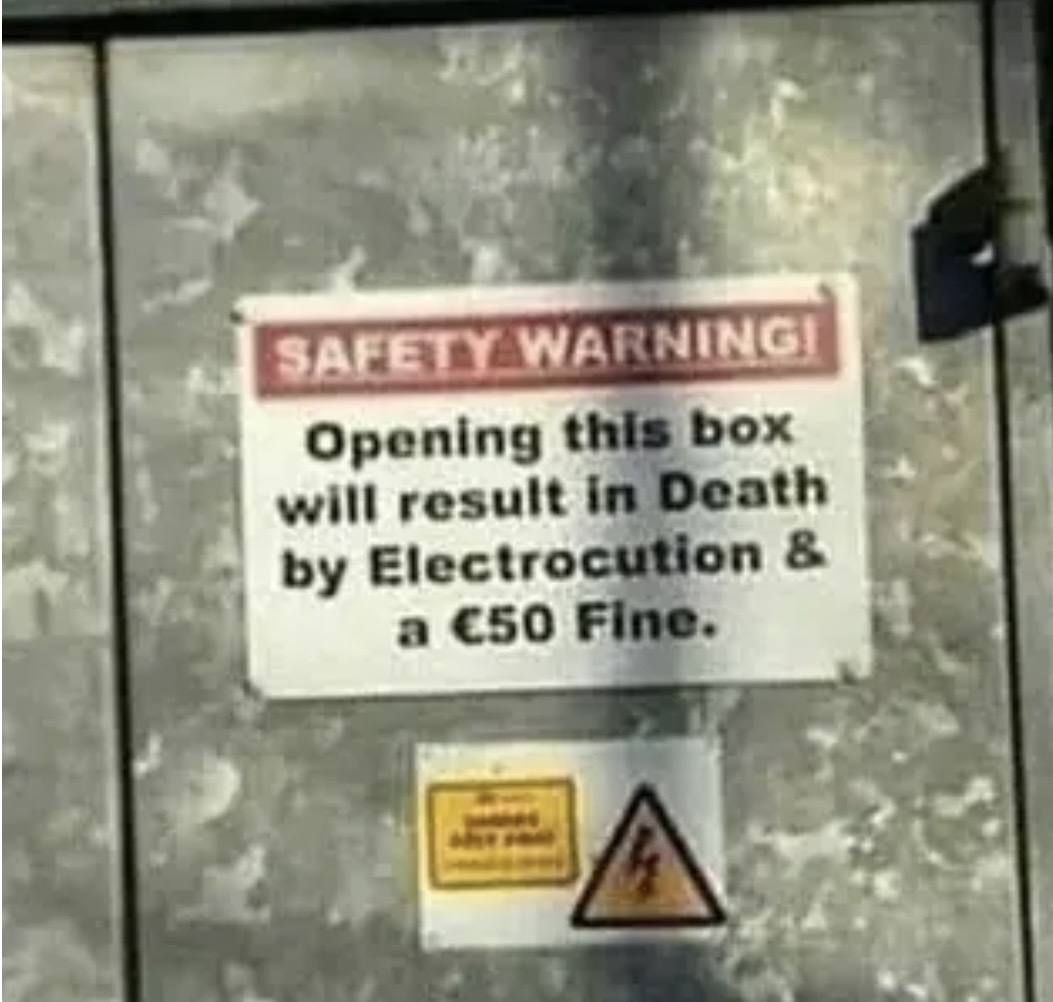 SAFETY WARNING!
Opening this box
will result in Death
by Electrocution &
a €50 Fine.